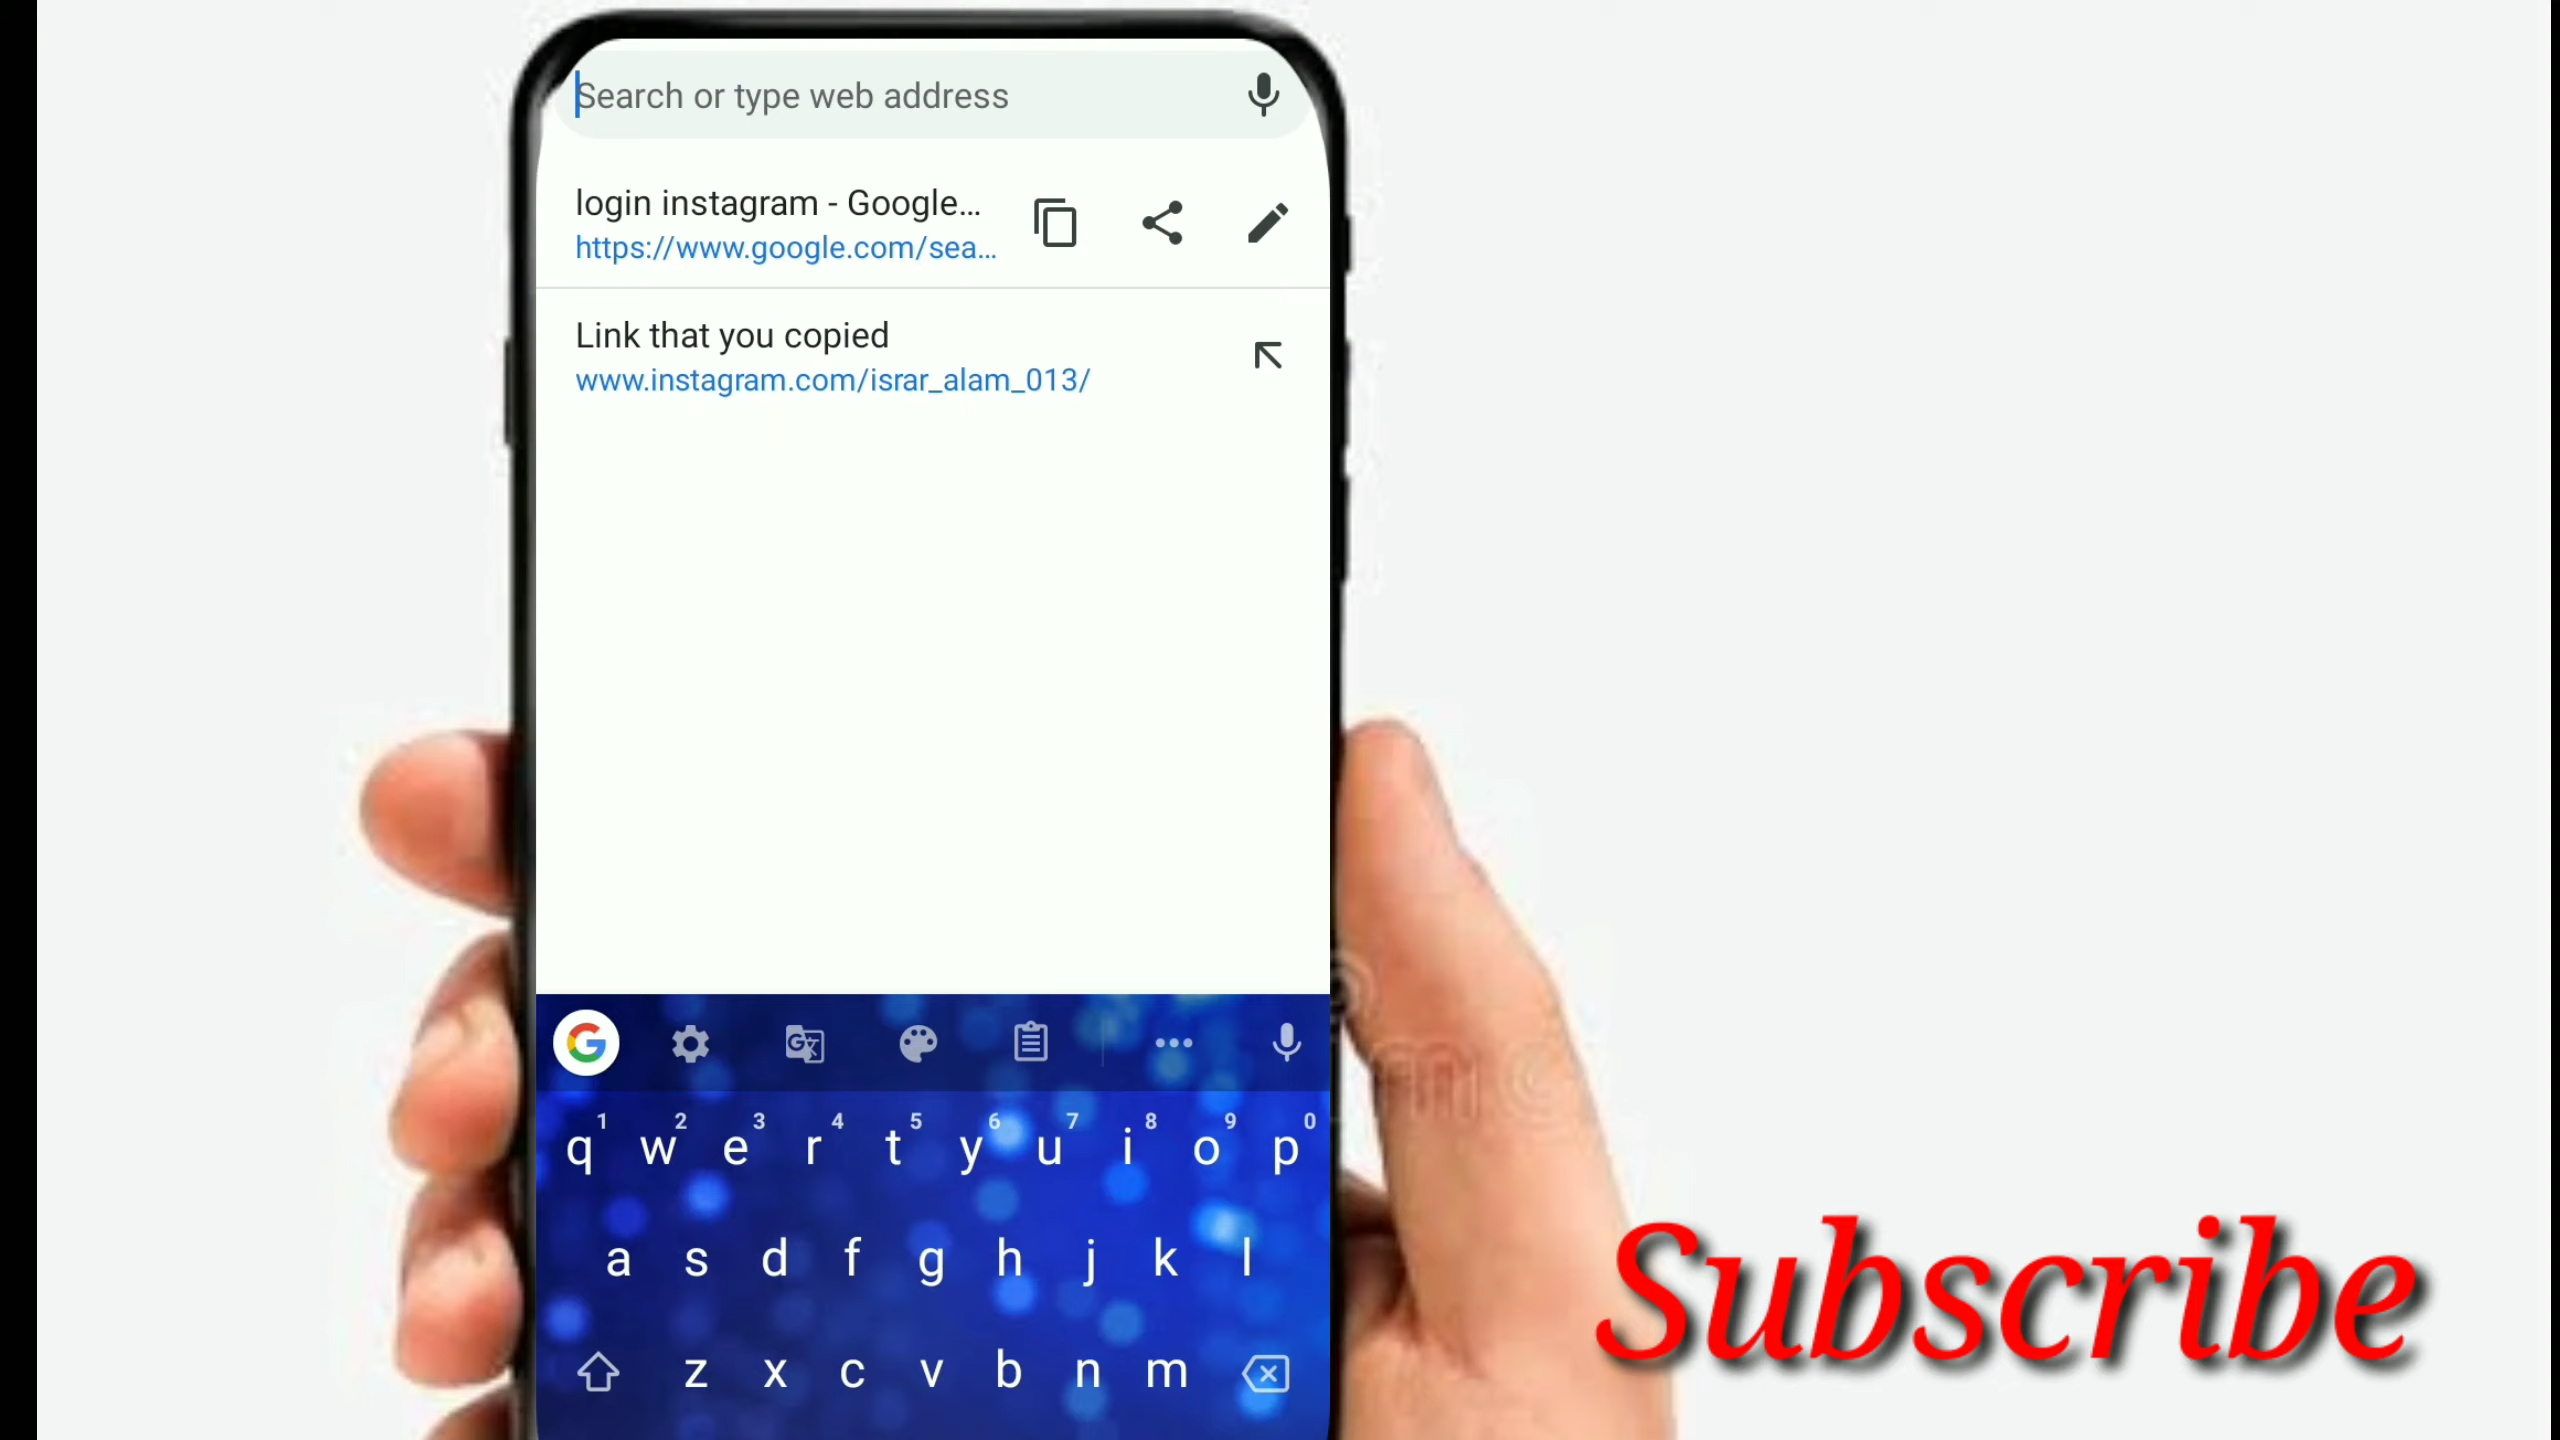 Search or type web address
login instagram - Google...
https://www.google.com/sea...
Link that you copied
www.instagram.com/israr_alam_013/
G
1 2 3 4 5 6 7 8 9 0
q w e r t y u i o p
a s d f g h j k l
z x c v b n m
Subscribe